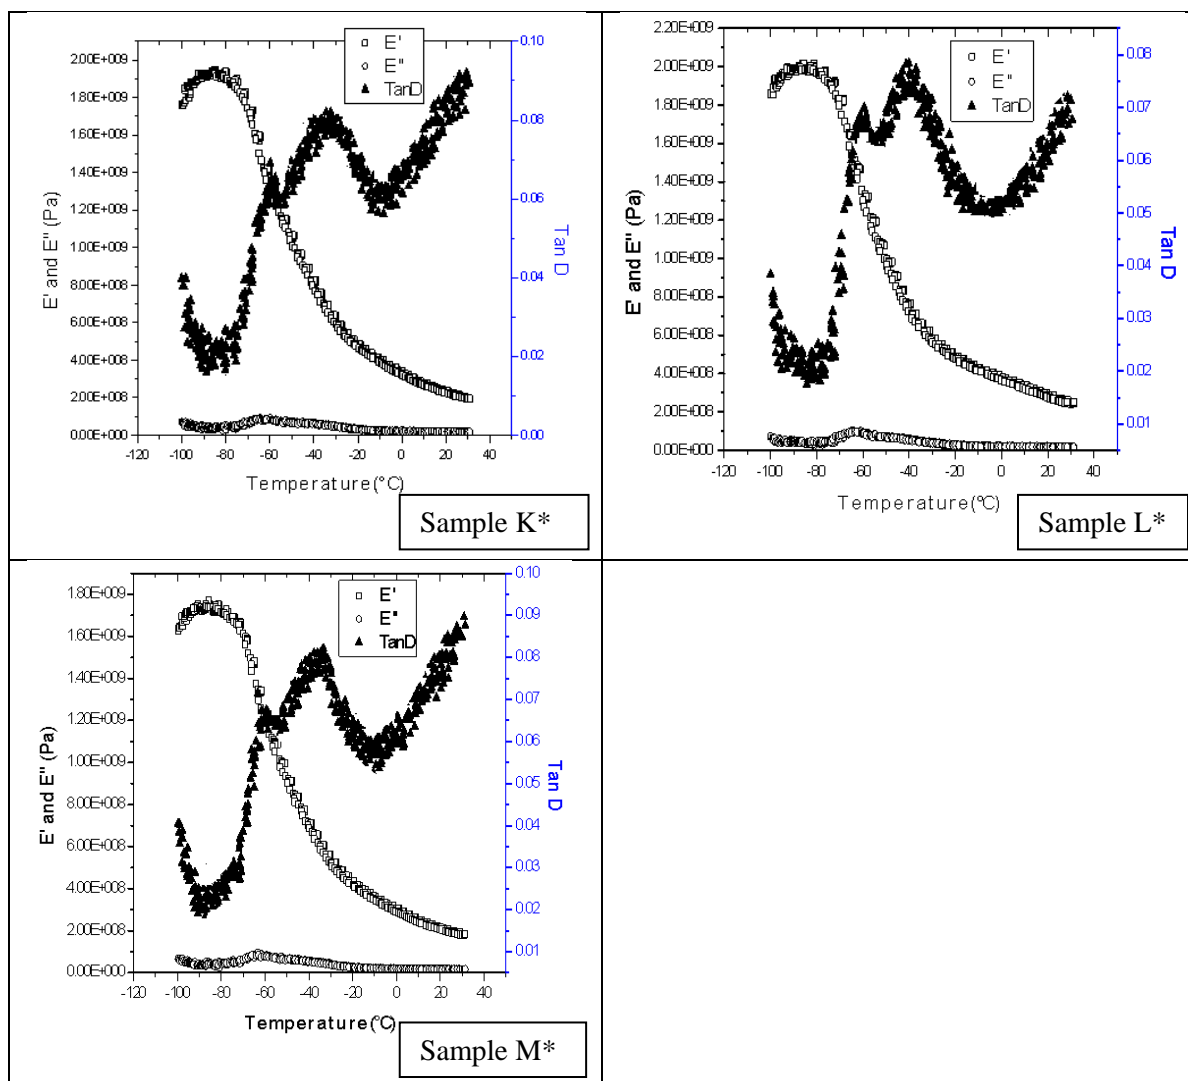 E'
E"
TanD
2.00E+009
1.80E+009
1.60E+009
1.40E+009
1.20E+009
1.00E+009
8.00E+008
6.00E+008
4.00E+008
2.00E+008
0.00E+000
E' and E" (Pa)
0.10
0.08
0.06
0.04
0.02
0.00
Tan D
-120 -100 -80 -60 -40 -20 0 20 40
Temperature(°C)
Sample K*
E'
E"
TanD
2.20E+009
2.00E+009
1.80E+009
1.60E+009
1.40E+009
1.20E+009
1.00E+009
8.00E+008
6.00E+008
4.00E+008
2.00E+008
0.00E+000
E' and E" (Pa)
0.08
0.07
0.06
0.05
0.04
0.03
0.02
0.01
Tan D
-120 -100 -80 -60 -40 -20 0 20 40
Temperature(°C)
Sample L*
E'
E"
TanD
1.80E+009
1.60E+009
1.40E+009
1.20E+009
1.00E+009
8.00E+008
6.00E+008
4.00E+008
2.00E+008
0.00E+000
E' and E" (Pa)
0.10
0.09
0.08
0.07
0.06
0.05
0.04
0.03
0.02
0.01
Tan D
-120 -100 -80 -60 -40 -20 0 20 40
Temperature(°C)
Sample M*